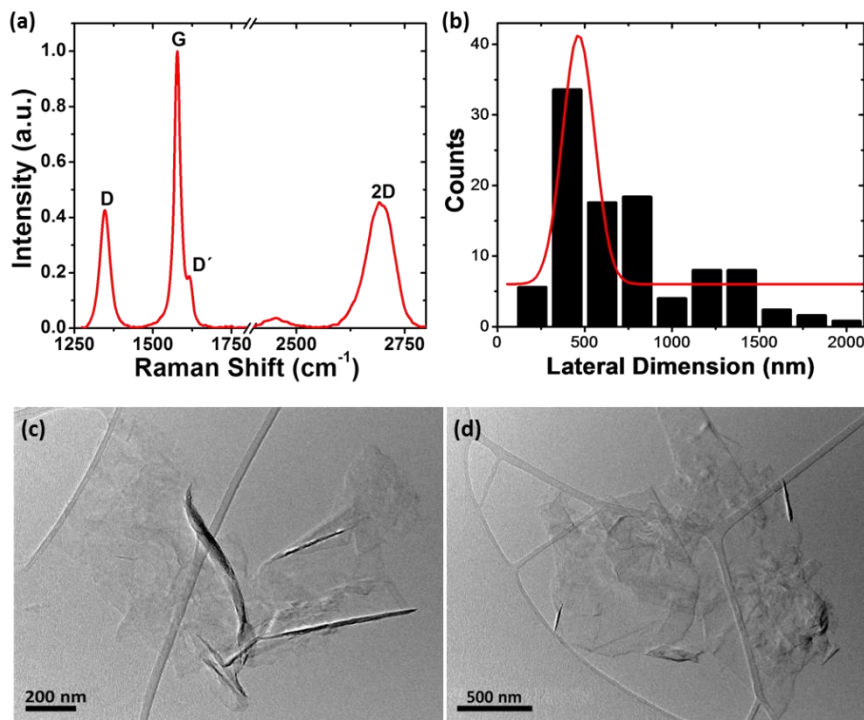 (a)
Intensity (a.u.)
1.0
0.8
0.6
0.4
0.2
0.0
D
G
D´
2D
1250 1500 1750 2500 2750
Raman Shift (cm-1)
(b)
Counts
40
30
20
10
0
0 500 1000 1500 2000
Lateral Dimension (nm)
(c)
200 nm
(d)
500 nm